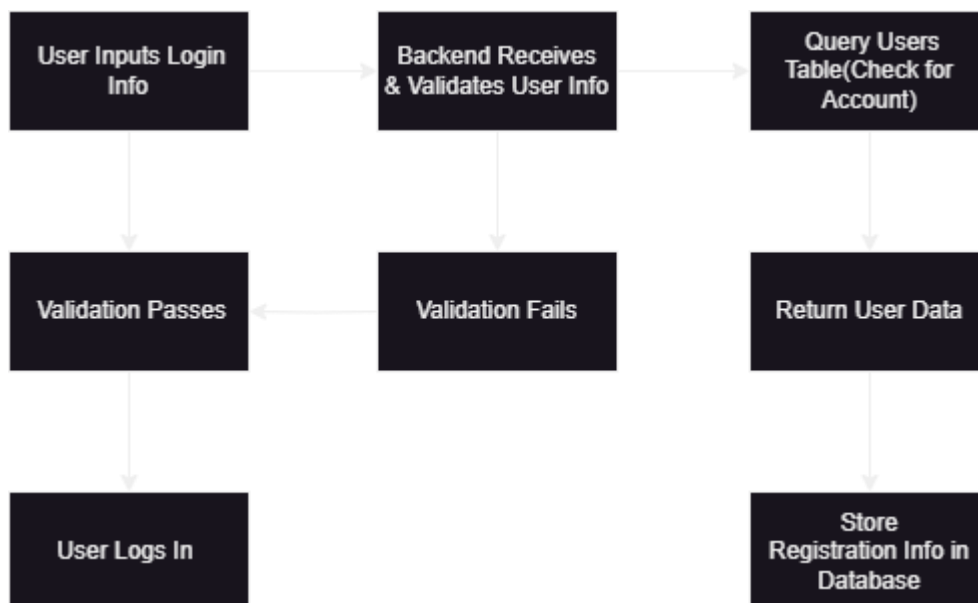 User Inputs Login
Info
Backend Receives
& Validates User Info
Query Users
Table(Check for
Account)
Validation Passes
Validation Fails
Return User Data
User Logs In
Store
Registration Info in
Database